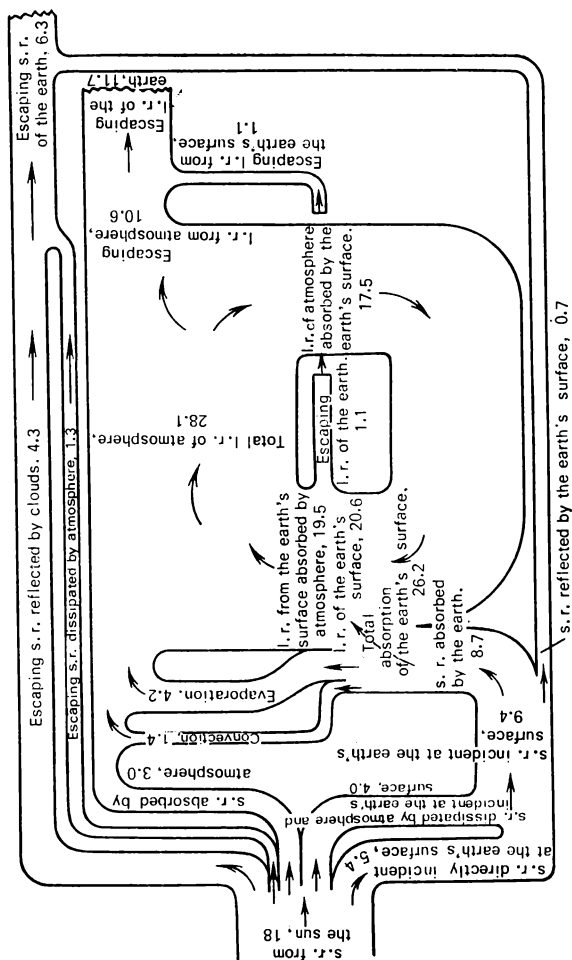 Escaping s.r.
of the earth, 6.3
Escaping s.r. reflected by clouds. 4.3
Escaping s.r. dissipated by atmosphere, 1.3
Escaping
l.r. of the
earth, 11.7
Escaping l.r. from
the earth's surface,
1.1
Escaping
l.r. from atmosphere,
10.6
Total l.r. of atmosphere,
28.1
l.r. cf atmosphere
absorbed by the
earth's surface.
17.5
Escaping
l.r. of the earth.
1.1
l.r. from the earth's
surface absorbed by
atmosphere, 19.5
l.r. of the earth's
surface, 20.6
Total
absorption
of the earth's surface.
26.2
s. r. absorbed
by the earth.
8.7
Evaporation. 4.2
Convection, 1.4
s.r. absorbed by
atmosphere, 3.0
s.r. dissipated by atmosphere and
incident at the earth's
surface, 4.0
s.r. incident at the earth's
surface,
9.4
s.r. directly incident
at the earth's surface, 5.4
s.r. from
the sun, 18
s.r. reflected by the earth's surface, 0.7